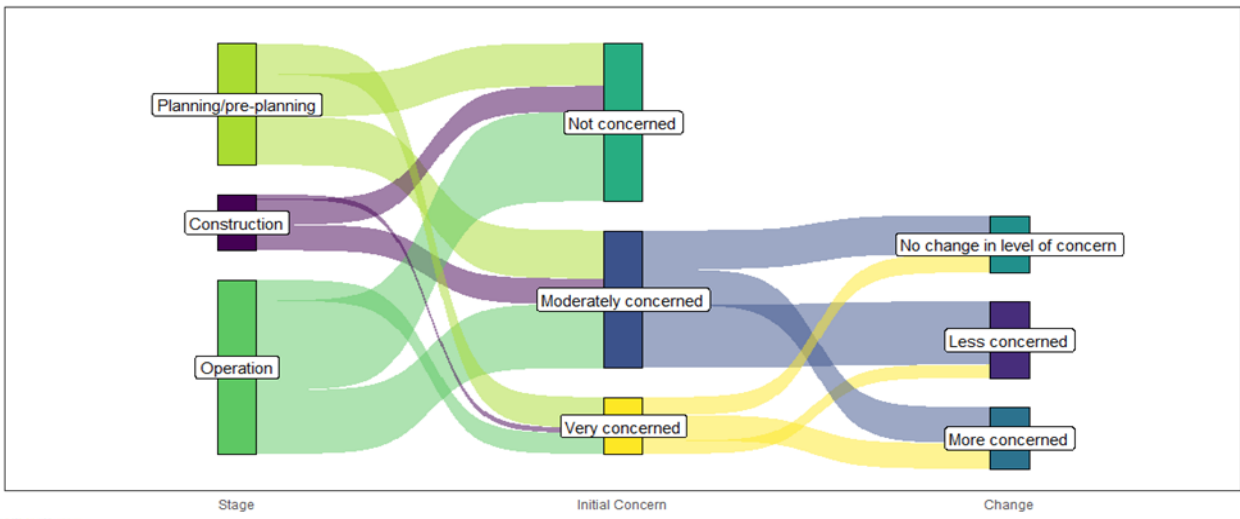 Planning/pre-planning
Construction
Operation
Not concerned
Moderately concerned
Very concerned
No change in level of concern
Less concerned
More concerned
Stage
Initial Concern
Change